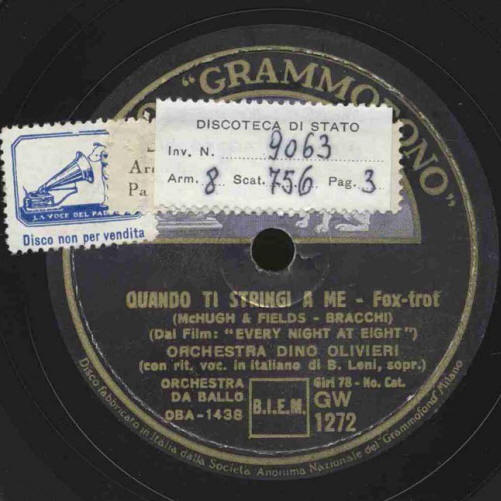 "GRAMMOFONO"
DISCOTECA DI STATO
Inv. N. 9063
Arm. 8 Scat. 756 Pag. 3
LA VOCE DEL PADRONE
Disco non per vendita
QUANDO TI STRINGI A ME - Fox-trot
(McHUGH & FIELDS - BRACCHI)
(Dal Film: "EVERY NIGHT AT EIGHT")
ORCHESTRA DINO OLIVIERI
(con rit. voc. in italiano di B. Leni, sopr.)
ORCHESTRA
DA BALLO
OBA-1438
B.I.E.M.
Giri 78 - No. Cat.
GW
1272
Disco fabbricato in Italia dalla Società Anonima Nazionale del "Grammofono" Milano